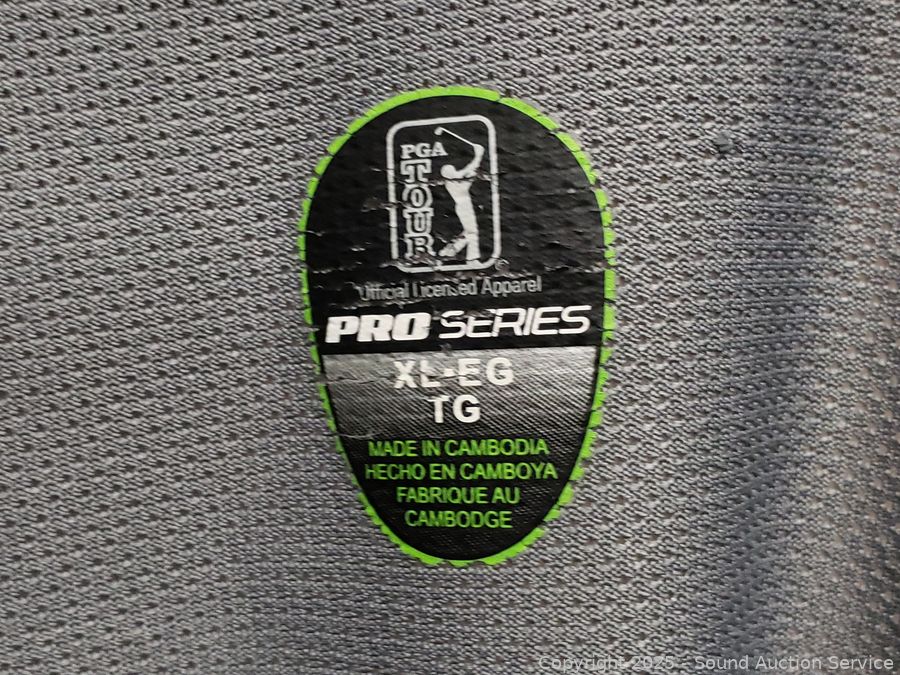 PGA
TOUR
Official Licensed Apparel
PRO SERIES
XL-EG
TG
MADE IN CAMBODIA
HECHO EN CAMBOYA
FABRIQUE AU
CAMBODGE
Copyright 2025 - Sound Auction Service